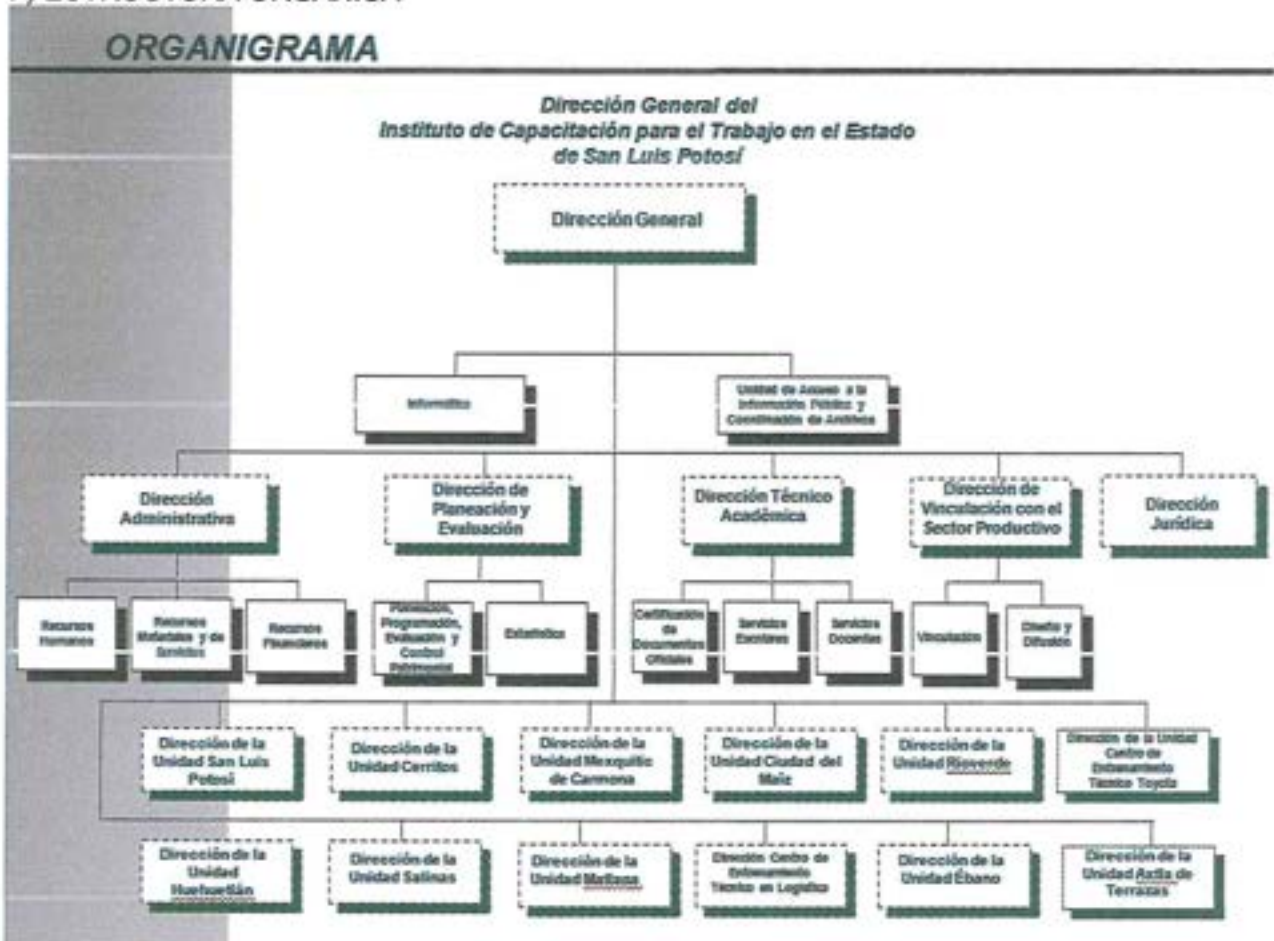 ORGANIGRAMA
Dirección General del
Instituto de Capacitación para el Trabajo en el Estado
de San Luis Potosí
Dirección General
Informática
Unidad de Acceso a la
Información Pública y
Coordinación de Archivos
Dirección
Administrativa
Dirección de
Planeación y
Evaluación
Dirección Técnico
Académica
Dirección de
Vinculación con el
Sector Productivo
Dirección
Jurídica
Recursos
Humanos
Recursos
Materiales y de
Servicios
Recursos
Financieros
Planeación,
Programación,
Evaluación y
Control
Patrimonial
Estadística
Certificación
de
Documentos
Oficiales
Servicios
Escolares
Servicios
Docentes
Vinculación
Diseño y
Difusión
Dirección de la
Unidad San Luis
Potosí
Dirección de la
Unidad Cerritos
Dirección de la
Unidad Mexquitic
de Carmona
Dirección de la
Unidad Ciudad del
Maíz
Dirección de la
Unidad Rioverde
Dirección de la Unidad
Centro de
Entrenamiento
Técnico Toyota
Dirección de la
Unidad
Huehuetlán
Dirección de la
Unidad Salinas
Dirección de la
Unidad Matlapa
Dirección Centro de
Entrenamiento
Técnico en Logística
Dirección de la
Unidad Ébano
Dirección de la
Unidad Axtla de
Terrazas